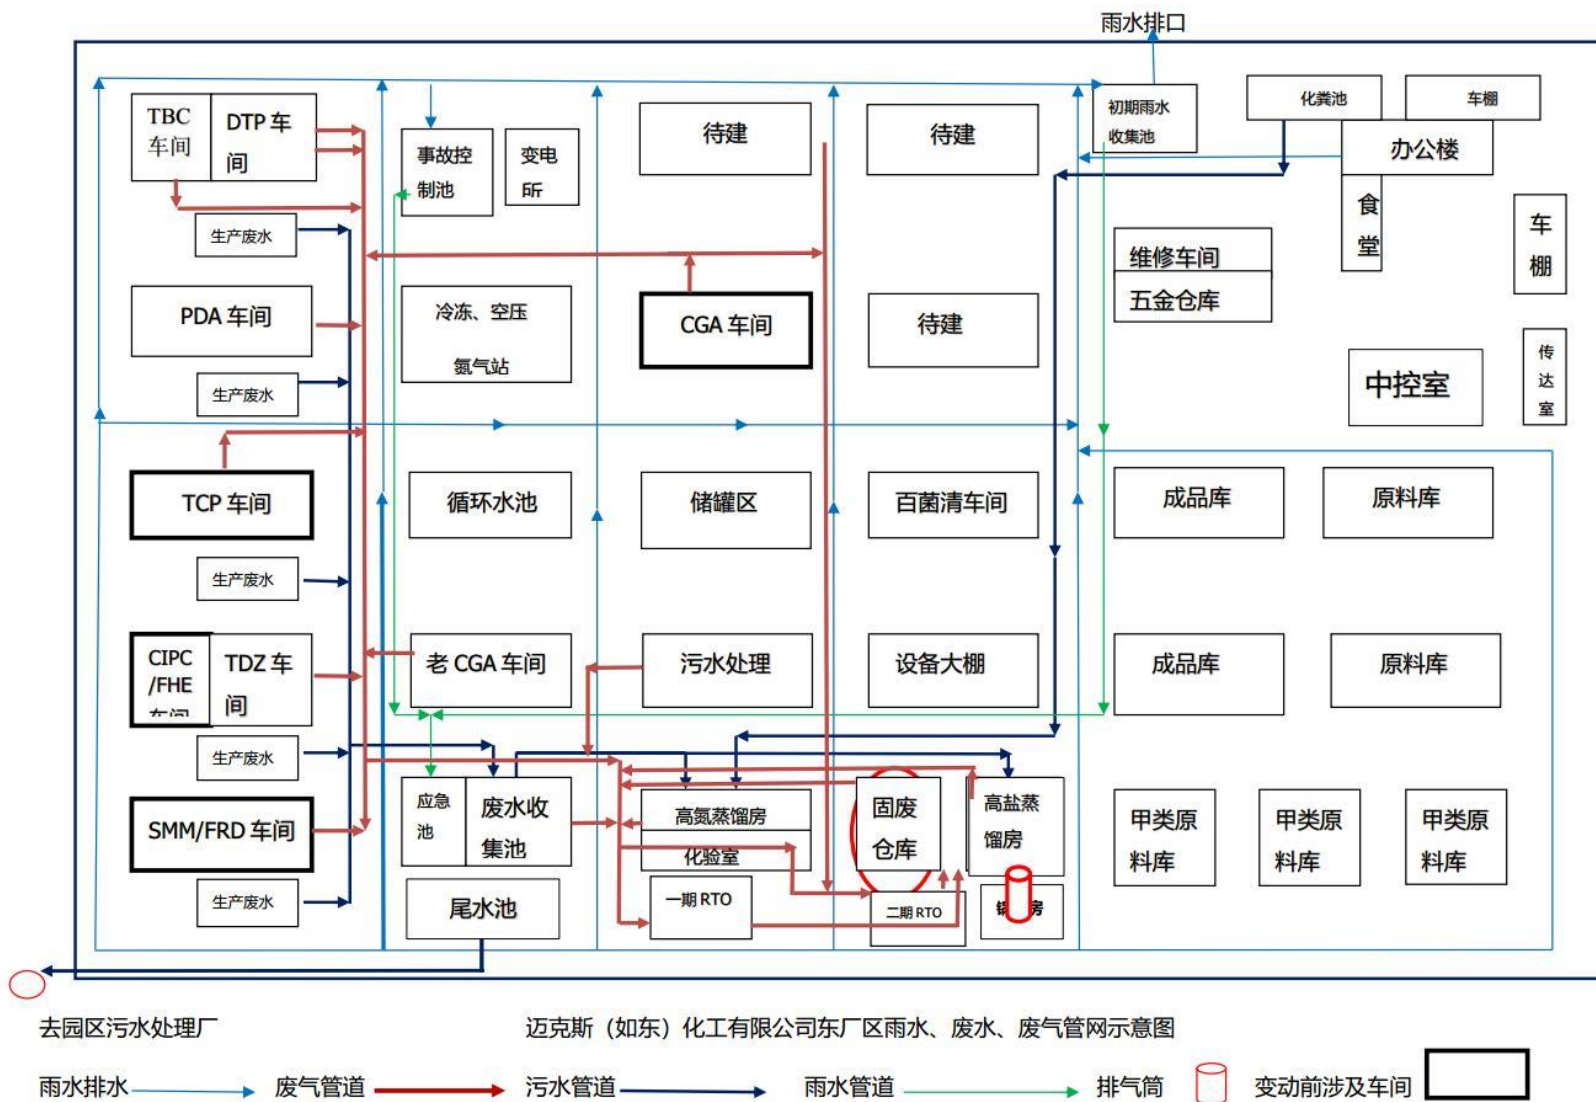 雨水排口
TBC
车间
DTP 车
间
事故控
制池
变电
所
待建
待建
初期雨水
收集池
化粪池
车棚
办公楼
食
堂
车
棚
生产废水
维修车间
五金仓库
PDA 车间
冷冻、空压
氮气站
CGA 车间
待建
中控室
传
达
室
生产废水
TCP 车间
循环水池
储罐区
百菌清车间
成品库
原料库
生产废水
CIPC
/FHE
车间
TDZ 车
间
老 CGA 车间
污水处理
设备大棚
成品库
原料库
生产废水
SMM/FRD 车间
应急
池
废水收
集池
高氮蒸馏房
化验室
固废
仓库
高盐蒸
馏房
甲类原
料库
甲类原
料库
甲类原
料库
生产废水
尾水池
一期 RTO
二期 RTO
房
去园区污水处理厂
迈克斯（如东）化工有限公司东厂区雨水、废水、废气管网示意图
雨水排水
废气管道
污水管道
雨水管道
排气筒
变动前涉及车间